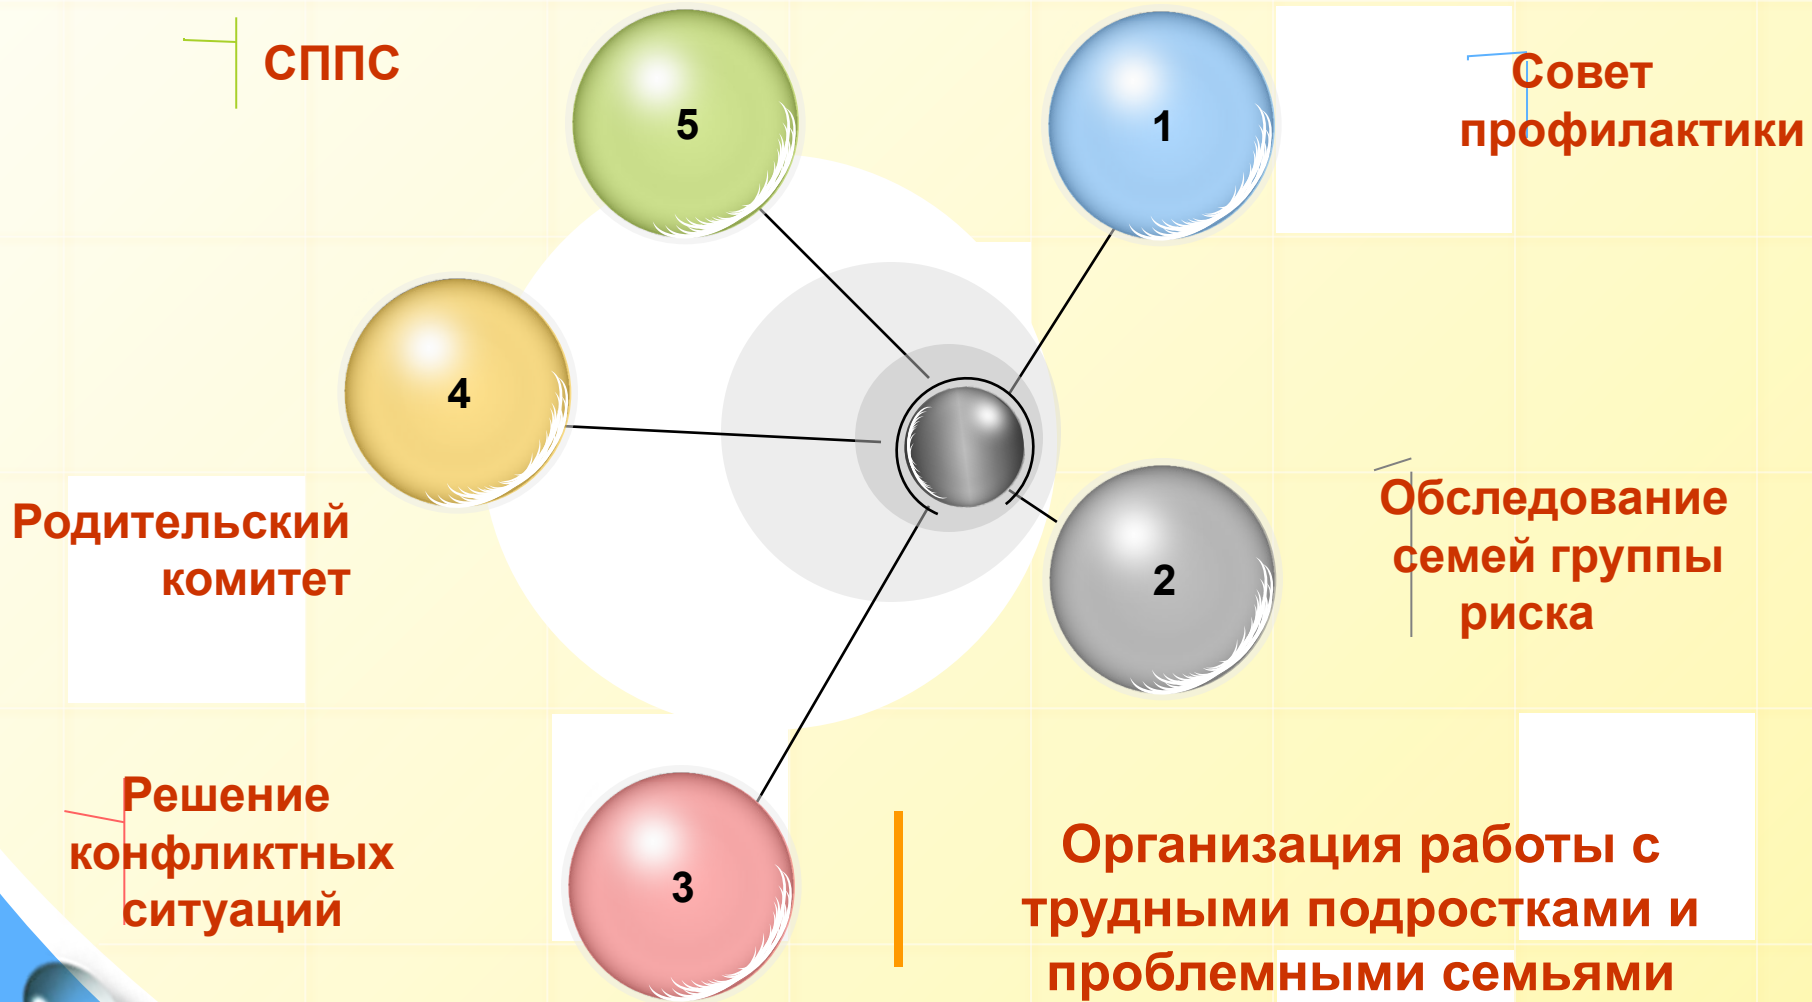 СППС
5
1
Совет
профилактики
4
Родительский
комитет
2
Обследование
семей группы
риска
Решение
конфликтных
ситуаций
3
Организация работы с
трудными подростками и
проблемными семьями